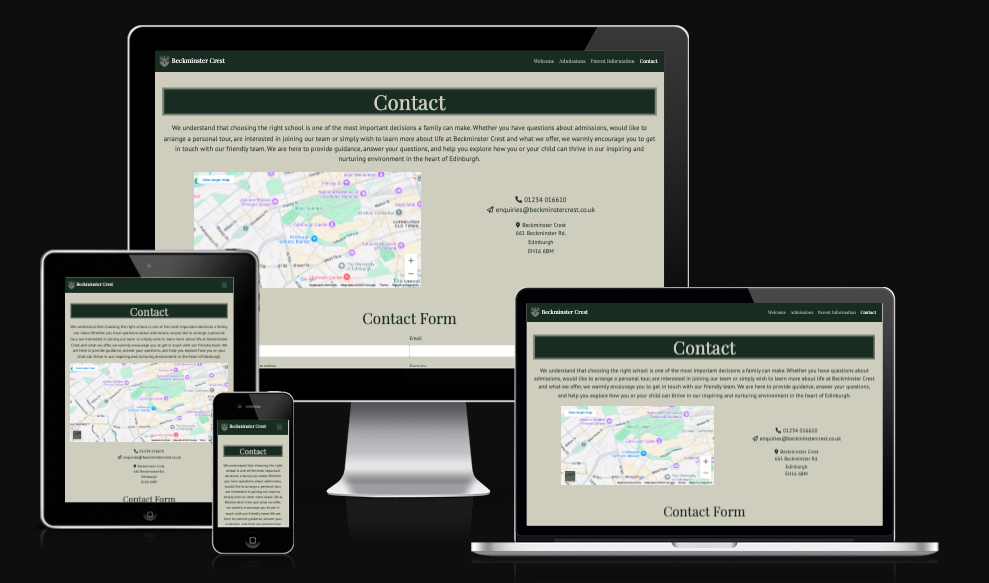 Beckminster Crest
Welcome Admissions Parent Information Contact
Contact
We understand that choosing the right school is one of the most important decisions a family can make. Whether you have questions about admissions, would like to
arrange a personal tour, are interested in joining our team or simply wish to learn more about life at Beckminster Crest and what we offer, we warmly encourage you to get
in touch with our friendly team. We are here to provide guidance, answer your questions, and help you explore how you or your child can thrive in our inspiring and
nurturing environment in the heart of Edinburgh.
View larger map
Edinburgh Castle
01234 016610
enquiries@beckminstercrest.co.uk
Beckminster Crest
661 Beckminster Rd.
Edinburgh
EH16 6BM
Contact Form
Email
Beckminster Crest
Contact
We understand that choosing the right school is one of the most important decisions a family
can make. Whether you have questions about admissions, would like to arrange a personal
tour, are interested in joining our team or simply wish to learn more about life at Beckminster
Crest and what we offer, we warmly encourage you to get in touch with our friendly team. We
are here to provide guidance, answer your questions, and help you explore how you or your
child can thrive in our inspiring and nurturing environment in the heart of Edinburgh.
01234 016610
enquiries@beckminstercrest.co.uk
Beckminster Crest
661 Beckminster Rd.
Edinburgh
EH16 6BM
Contact Form
Beckminster Crest
Contact
We understand that choosing the right
school is one of the most important
decisions a family can make. Whether
you have questions about admissions,
would like to arrange a personal tour,
are interested in joining our team or
simply wish to learn more about life at
Beckminster Crest and what we offer,
we warmly encourage you to get in
touch with our friendly team. We are
here to provide guidance, answer your
Beckminster Crest
Welcome Admissions Parent Information Contact
Contact
We understand that choosing the right school is one of the most important decisions a family can make. Whether you have questions about
admissions, would like to arrange a personal tour, are interested in joining our team or simply wish to learn more about life at Beckminster Crest
and what we offer, we warmly encourage you to get in touch with our friendly team. We are here to provide guidance, answer your questions,
and help you explore how you or your child can thrive in our inspiring and nurturing environment in the heart of Edinburgh.
View larger map
01234 016610
enquiries@beckminstercrest.co.uk
Beckminster Crest
661 Beckminster Rd.
Edinburgh
EH16 6BM
Contact Form